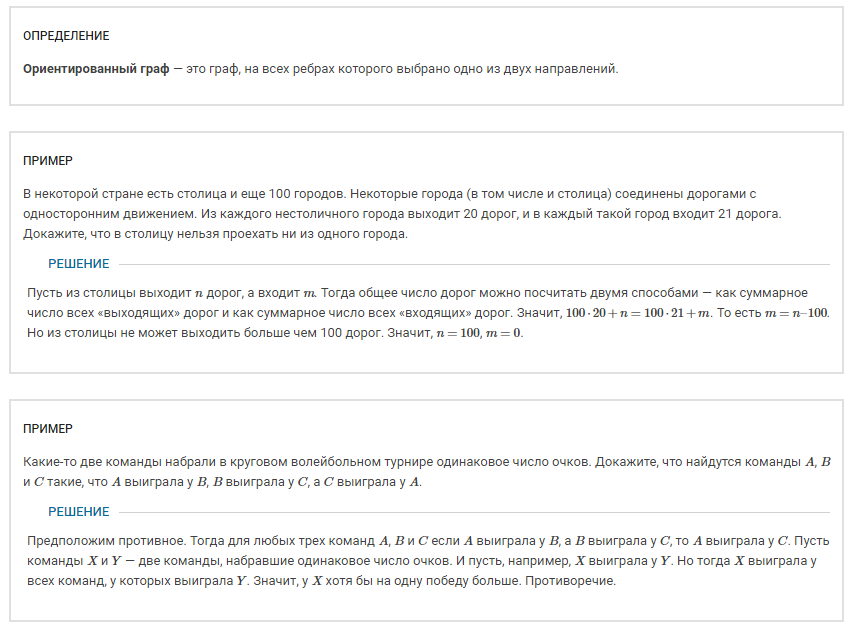 ОПРЕДЕЛЕНИЕ
Ориентированный граф — это граф, на всех ребрах которого выбрано одно из двух направлений.
ПРИМЕР
В некоторой стране есть столица и еще 100 городов. Некоторые города (в том числе и столица) соединены дорогами с
односторонним движением. Из каждого нестоличного города выходит 20 дорог, и в каждый такой город входит 21 дорога.
Докажите, что в столицу нельзя проехать ни из одного города.
РЕШЕНИЕ
Пусть из столицы выходит n дорог, а входит m. Тогда общее число дорог можно посчитать двумя способами — как суммарное
число всех «выходящих» дорог и как суммарное число всех «входящих» дорог. Значит, 100 · 20 + n = 100 · 21 + m. То есть m = n–100.
Но из столицы не может выходить больше чем 100 дорог. Значит, n = 100, m = 0.
ПРИМЕР
Какие-то две команды набрали в круговом волейбольном турнире одинаковое число очков. Докажите, что найдутся команды A, B
и C такие, что A выиграла у B, B выиграла у C, а C выиграла у A.
РЕШЕНИЕ
Предположим противное. Тогда для любых трех команд A, B и C если A выиграла у B, а B выиграла у C, то A выиграла у C. Пусть
команды X и Y — две команды, набравшие одинаковое число очков. И пусть, например, X выиграла у Y. Но тогда X выиграла у
всех команд, у которых выиграла Y. Значит, у X хотя бы на одну победу больше. Противоречие.